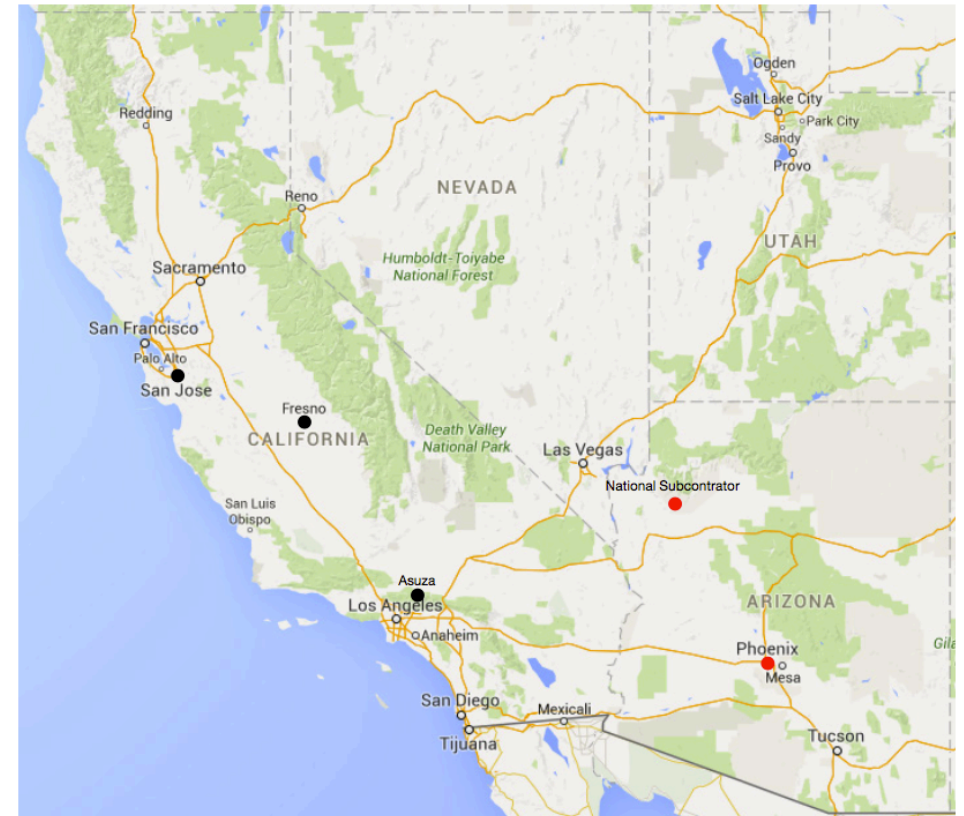 Ogden
Salt Lake City
Park City
Redding
Sandy
Provo
NEVADA
Reno
UTAH
Humboldt-Toiyabe
National Forest
Sacramento
San Francisco
Palo Alto
San Jose
Fresno
CALIFORNIA
Death Valley
National Park
Las Vegas
National Subcontrator
San Luis
Obispo
Asuza
Los Angeles
ARIZONA
Anaheim
Phoenix
Gila
Mesa
San Diego
Mexicali
Tijuana
Tucson